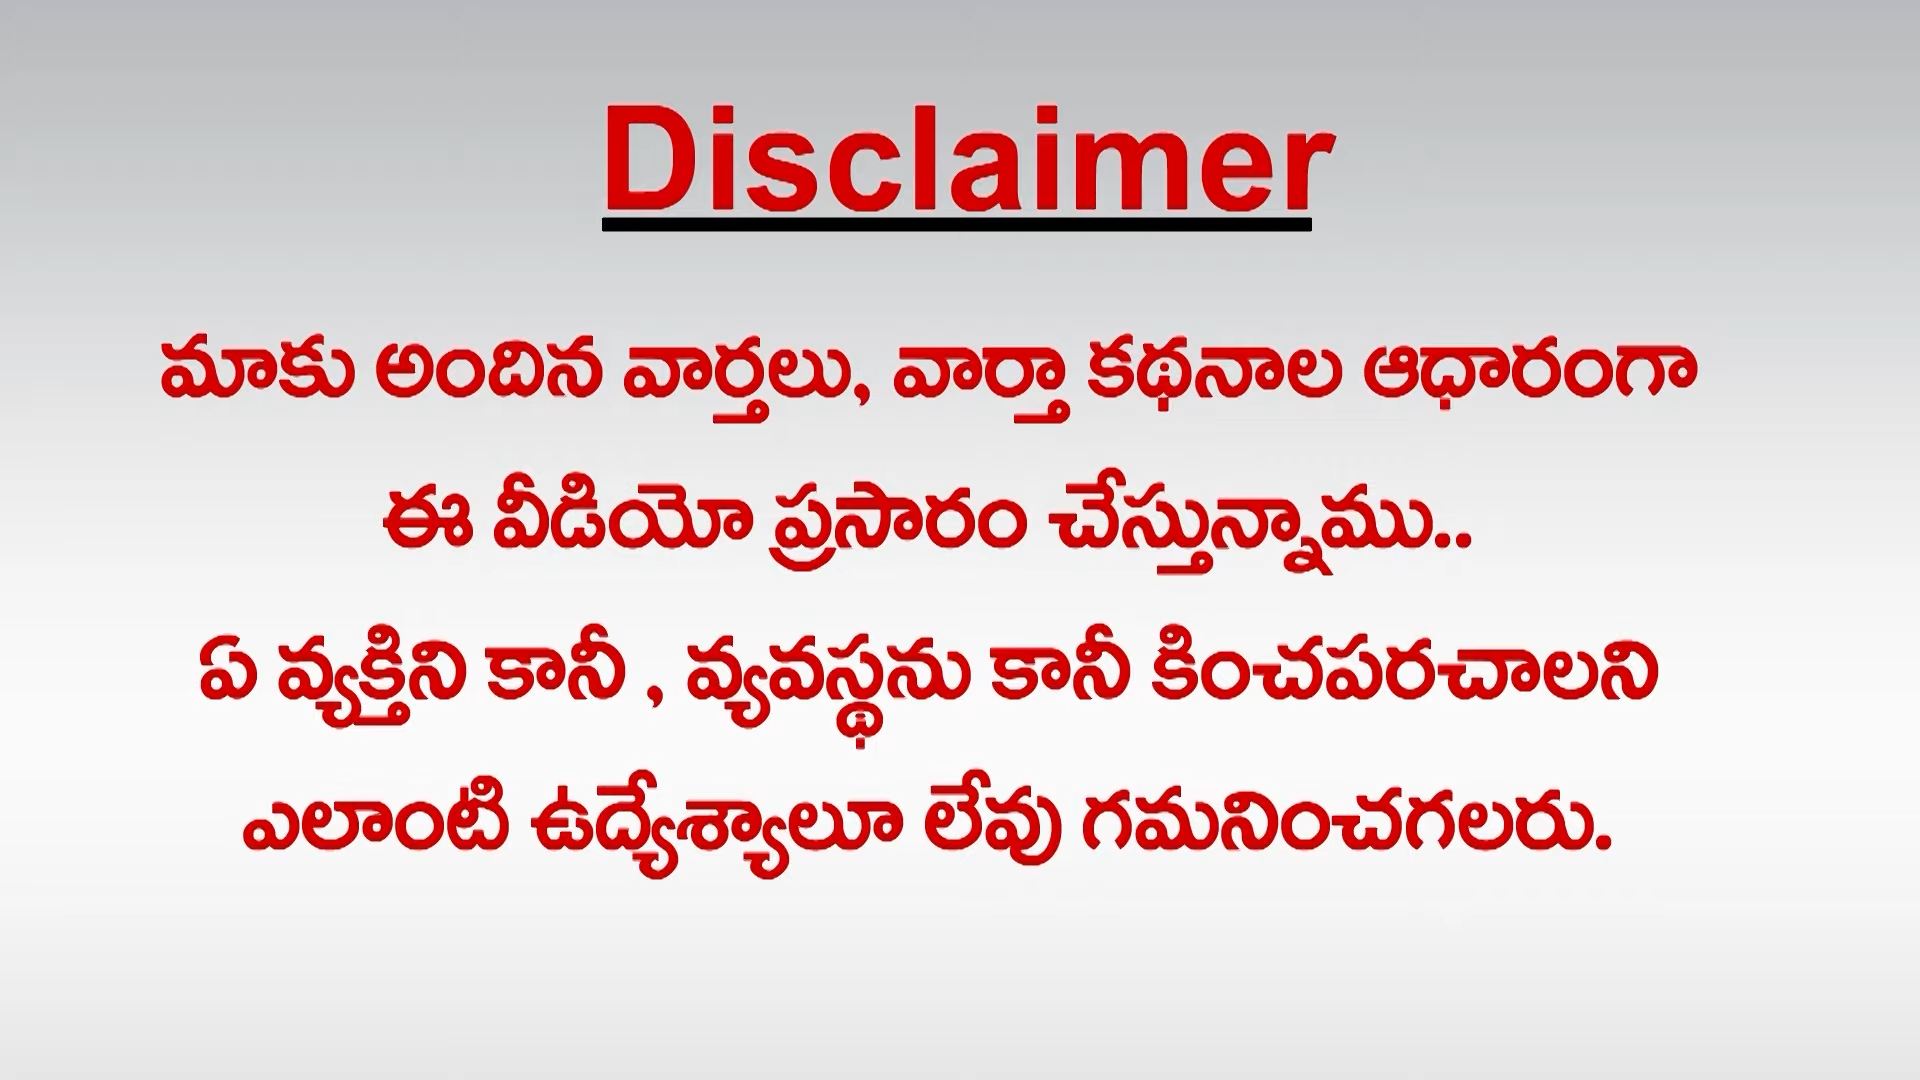 Disclaimer
మాకు అందిన వార్తలు, వార్తా కథనాల ఆధారంగా
ఈ వీడియో ప్రసారం చేస్తున్నాము..
ఏ వ్యక్తిని కానీ , వ్యవస్థను కానీ కించపరచాలని
ఎలాంటి ఉద్యేశ్యాలూ లేవు గమనించగలరు.